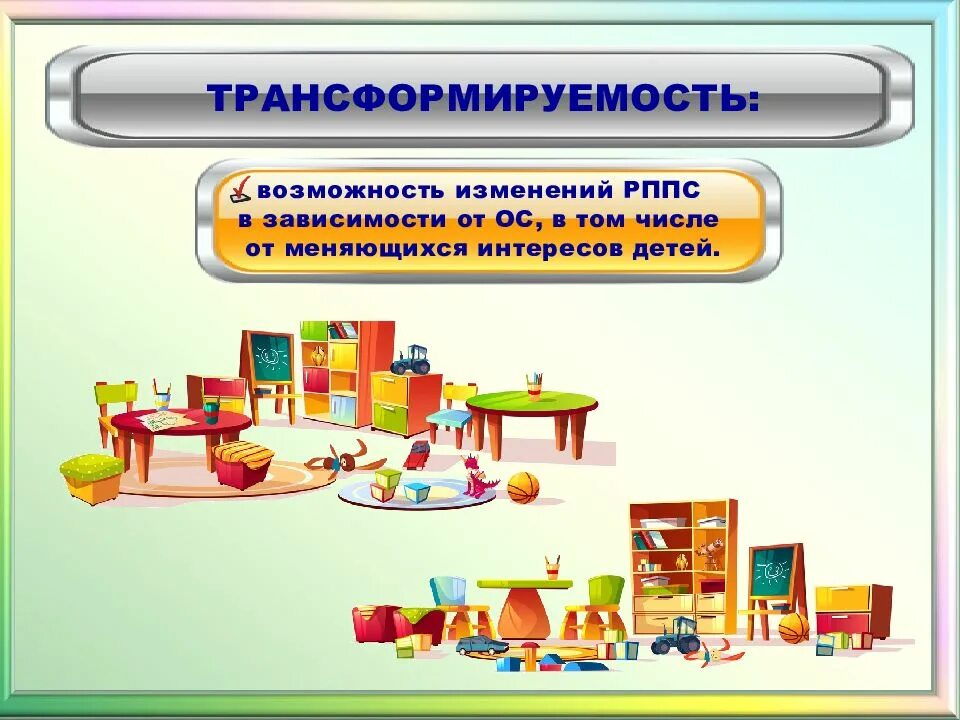 ТРАНСФОРМИРУЕМОСТЬ:
возможность изменений РППС
в зависимости от ОС, в том числе
от меняющихся интересов детей.